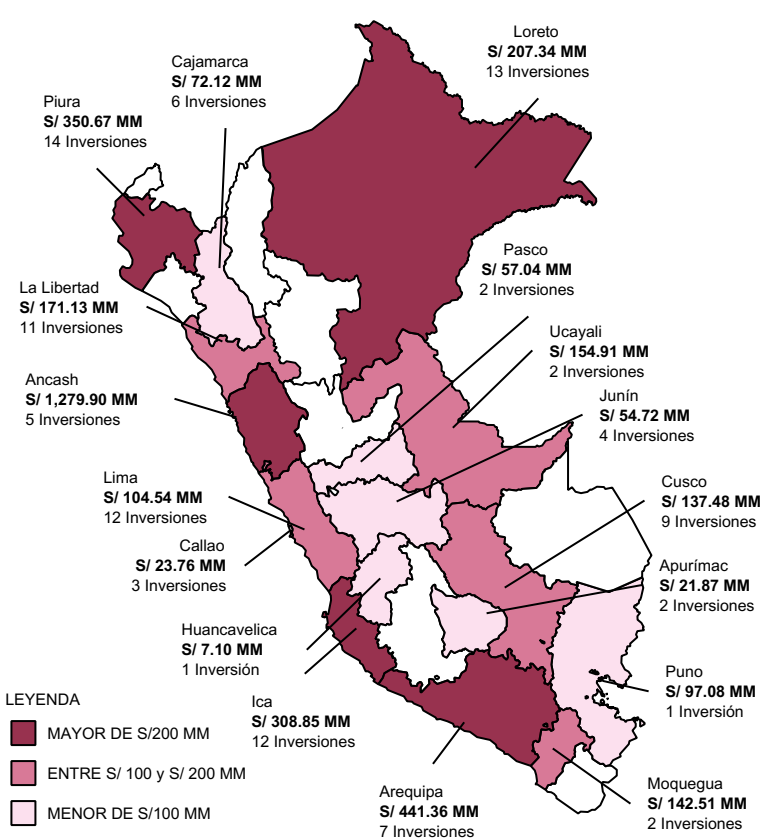 Loreto
S/ 207.34 MM
13 Inversiones
Cajamarca
S/ 72.12 MM
6 Inversiones
Piura
S/ 350.67 MM
14 Inversiones
Pasco
S/ 57.04 MM
2 Inversiones
La Libertad
S/ 171.13 MM
11 Inversiones
Ucayali
S/ 154.91 MM
2 Inversiones
Ancash
S/ 1,279.90 MM
5 Inversiones
Junín
S/ 54.72 MM
4 Inversiones
Lima
S/ 104.54 MM
12 Inversiones
Cusco
S/ 137.48 MM
9 Inversiones
Callao
S/ 23.76 MM
3 Inversiones
Apurímac
S/ 21.87 MM
2 Inversiones
Huancavelica
S/ 7.10 MM
1 Inversión
Puno
S/ 97.08 MM
1 Inversión
Ica
S/ 308.85 MM
12 Inversiones
Arequipa
S/ 441.36 MM
7 Inversiones
Moquegua
S/ 142.51 MM
2 Inversiones
LEYENDA
MAYOR DE S/200 MM
ENTRE S/ 100 y S/ 200 MM
MENOR DE S/100 MM